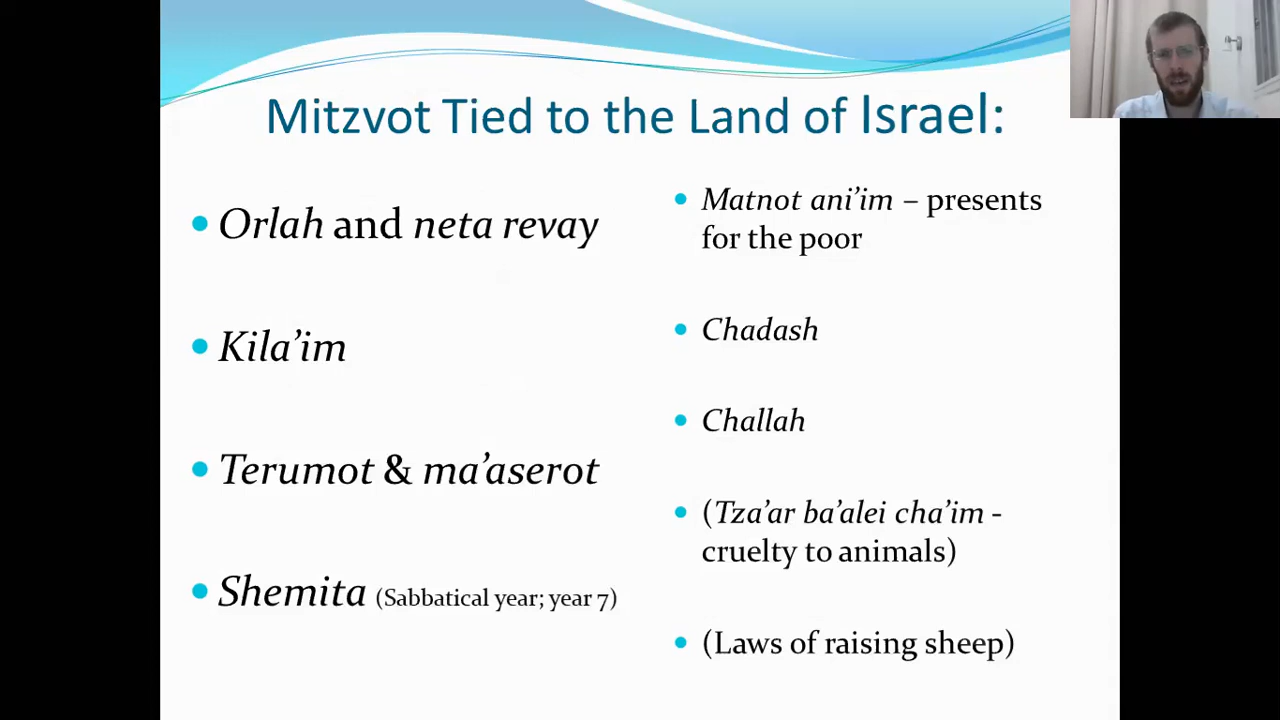 Mitzvot Tied to the Land of Israel:
• Orlah and neta revay
• Kila’im
• Terumot & ma’aserot
• Shemita (Sabbatical year; year 7)
• Matnot ani’im – presents
for the poor
• Chadash
• Challah
• (Tza’ar ba’alei cha’im -
cruelty to animals)
• (Laws of raising sheep)